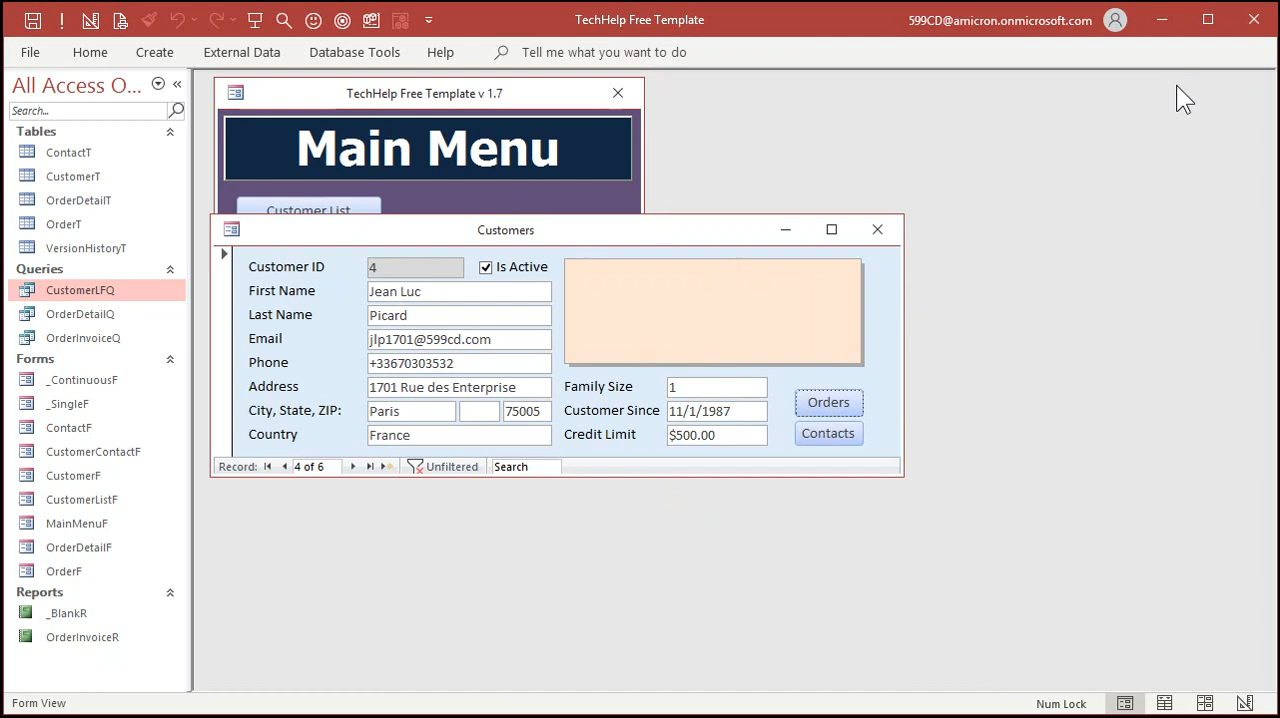 TechHelp Free Template
599CD@amicron.onmicrosoft.com
File
Home
Create
External Data
Database Tools
Help
Tell me what you want to do
All Access O...
Search...
Tables
ContactT
CustomerT
OrderDetailT
OrderT
VersionHistoryT
Queries
CustomerLFQ
OrderDetailQ
OrderInvoiceQ
Forms
_ContinuousF
_SingleF
ContactF
CustomerContactF
CustomerF
CustomerListF
MainMenuF
OrderDetailF
OrderF
Reports
_BlankR
OrderInvoiceR
TechHelp Free Template v 1.7
Main Menu
Customer List
Customers
Customer ID 4 Is Active
First Name Jean Luc
Last Name Picard
Email jlp1701@599cd.com
Phone +33670303532
Address 1701 Rue des Enterprise
City, State, ZIP: Paris 75005
Country France
Family Size 1
Customer Since 11/1/1987
Credit Limit $500.00
Orders
Contacts
Record: 4 of 6 Unfiltered Search
Form View
Num Lock